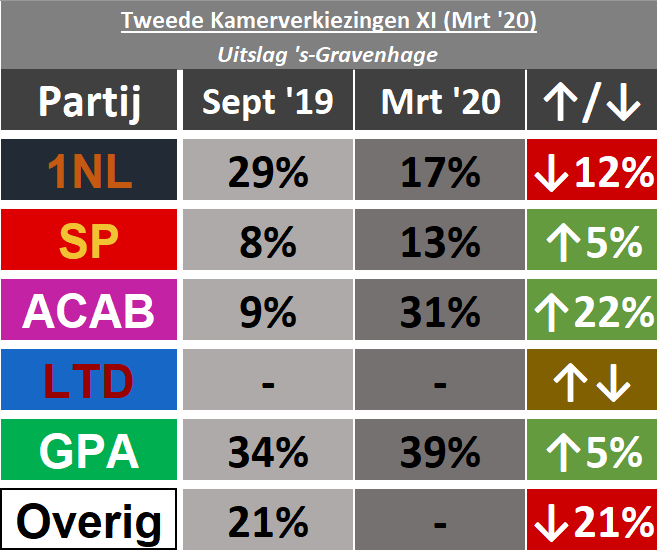 Tweede Kamerverkiezingen XI (Mrt '20)
Uitslag 's-Gravenhage
Partij Sept '19 Mrt '20 ↑/↓
1NL 29% 17% ↓12%
SP 8% 13% ↑5%
ACAB 9% 31% ↑22%
LTD - - ↑↓
GPA 34% 39% ↑5%
Overig 21% - ↓21%